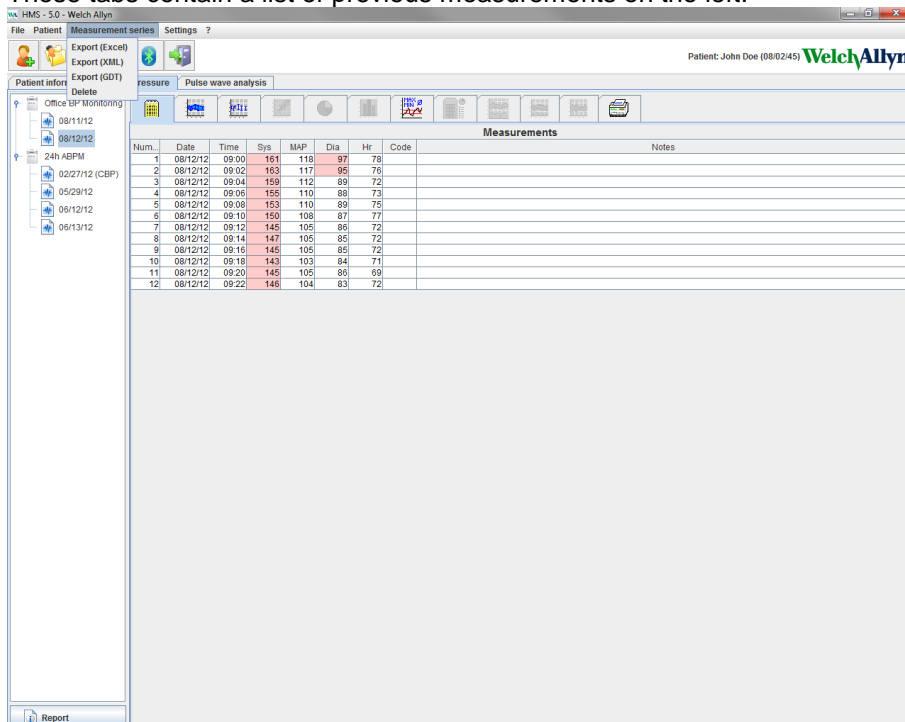 These tabs contain a list of previous measurements on the left.
HMS - 5.0 - Welch Allyn
File Patient Measurement series Settings ?
Export (Excel)
Export (XML)
Export (GDT)
Delete
Patient: John Doe (08/02/45) WelchAllyn
Patient inform ressure Pulse wave analysis
Office BP Monitoring
08/11/12
08/12/12
24h ABPM
02/27/12 (CBP)
05/29/12
06/12/12
06/13/12
Measurements
Num... Date Time Sys MAP Dia Hr Code Notes
1 08/12/12 09:00 161 118 97 78
2 08/12/12 09:02 163 117 95 76
3 08/12/12 09:04 159 112 89 72
4 08/12/12 09:06 155 110 88 73
5 08/12/12 09:08 153 110 89 75
6 08/12/12 09:10 150 108 87 77
7 08/12/12 09:12 145 105 86 72
8 08/12/12 09:14 147 105 85 72
9 08/12/12 09:16 145 105 85 72
10 08/12/12 09:18 143 103 84 71
11 08/12/12 09:20 145 105 86 69
12 08/12/12 09:22 146 104 83 72
Report